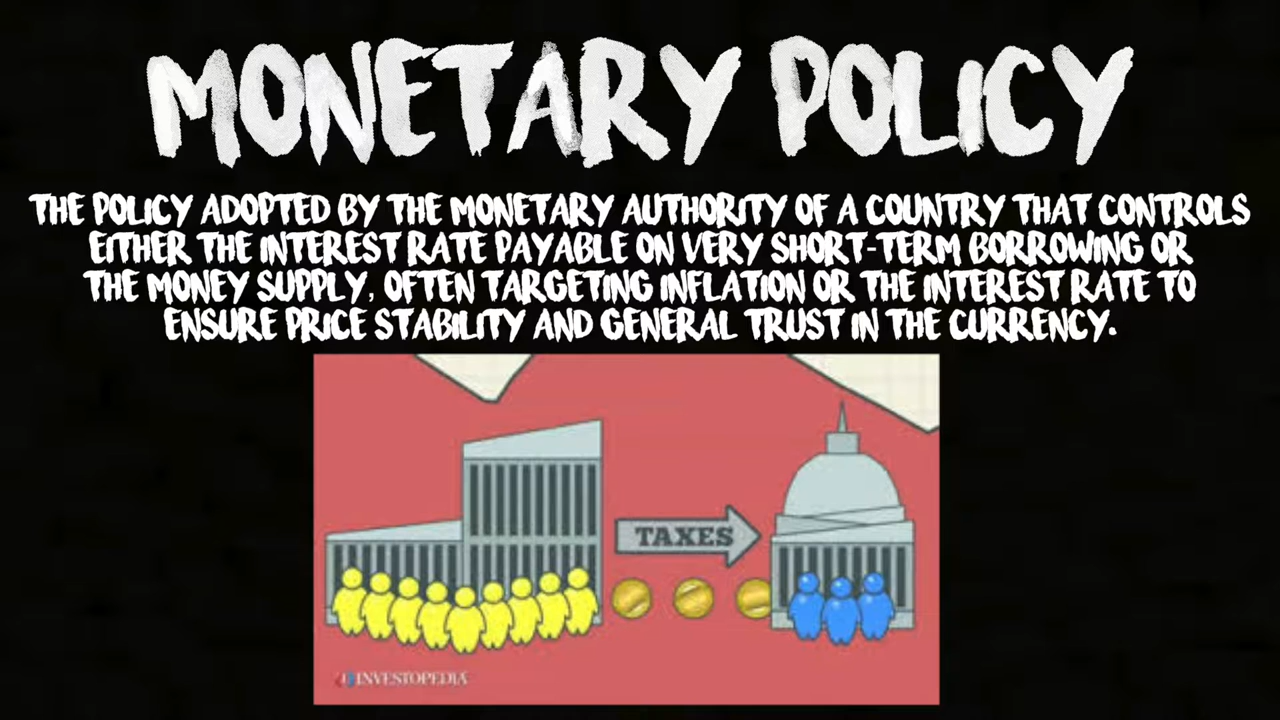 MONETARY POLICY
THE POLICY ADOPTED BY THE MONETARY AUTHORITY OF A COUNTRY THAT CONTROLS
EITHER THE INTEREST RATE PAYABLE ON VERY SHORT-TERM BORROWING OR
THE MONEY SUPPLY, OFTEN TARGETING INFLATION OR THE INTEREST RATE TO
ENSURE PRICE STABILITY AND GENERAL TRUST IN THE CURRENCY.
TAXES
INVESTOPEDIA